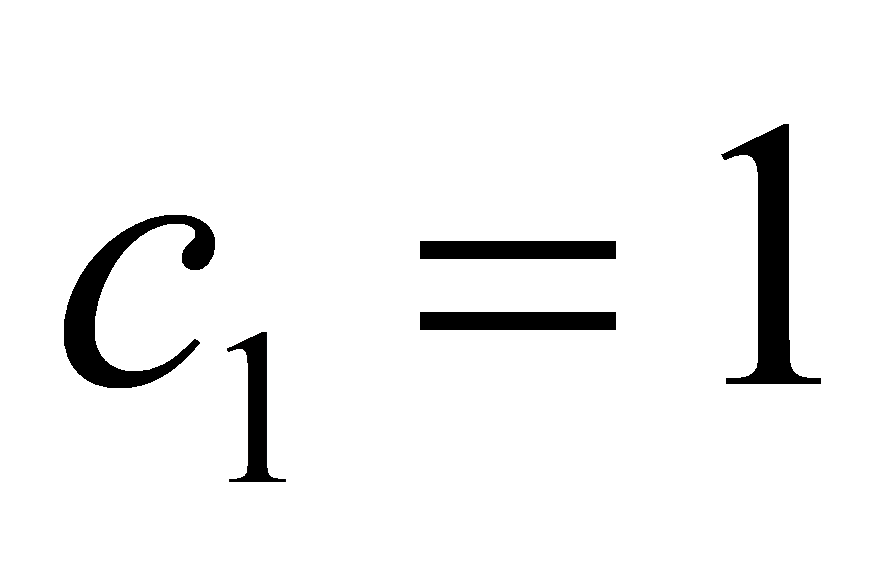 c₁ = 1